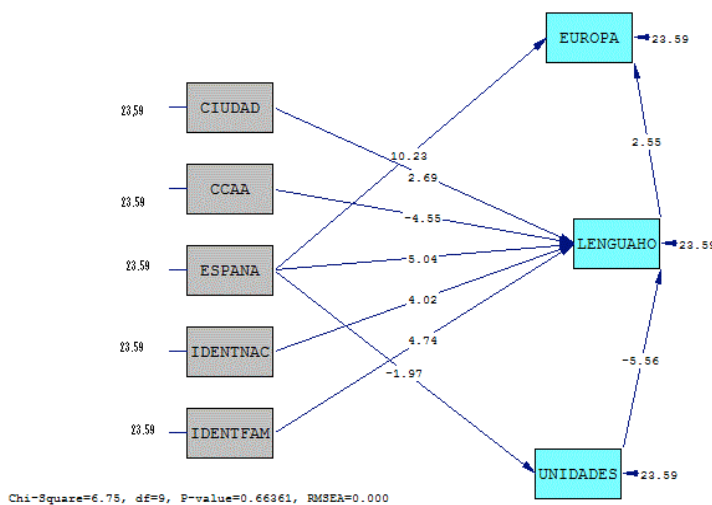 EUROPA
23.59
23.59
CIUDAD
10.23
2.55
2.69
23.59
CCAA
-4.55
LENGUAHO
23.59
23.59
ESPANA
5.04
4.02
23.59
IDENTNAC
4.74
-5.56
-1.97
23.59
IDENTFAM
UNIDADES
23.59
Chi-Square=6.75, df=9, P-value=0.66361, RMSEA=0.000